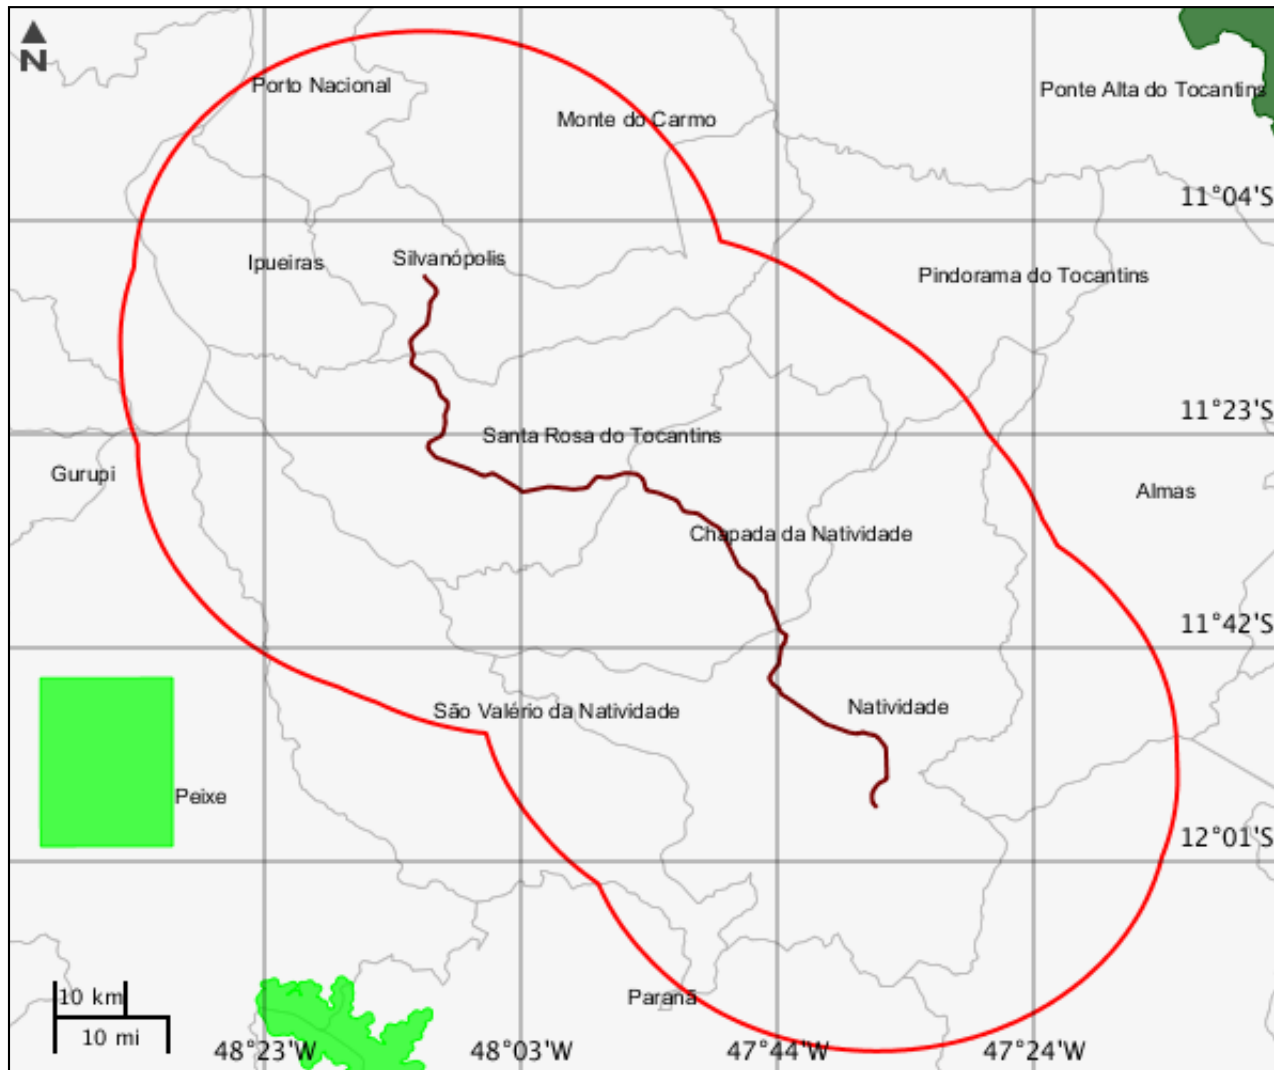 N
Porto Nacional
Ponte Alta do Tocantins
Monte do Carmo
11°04'S
Ipueiras
Silvanópolis
Pindorama do Tocantins
11°23'S
Santa Rosa do Tocantins
Gurupi
Almas
Chapada da Natividade
11°42'S
São Valério da Natividade
Natividade
Peixe
12°01'S
10 km
Paranã
10 mi
48°23'W
48°03'W
47°44'W
47°24'W